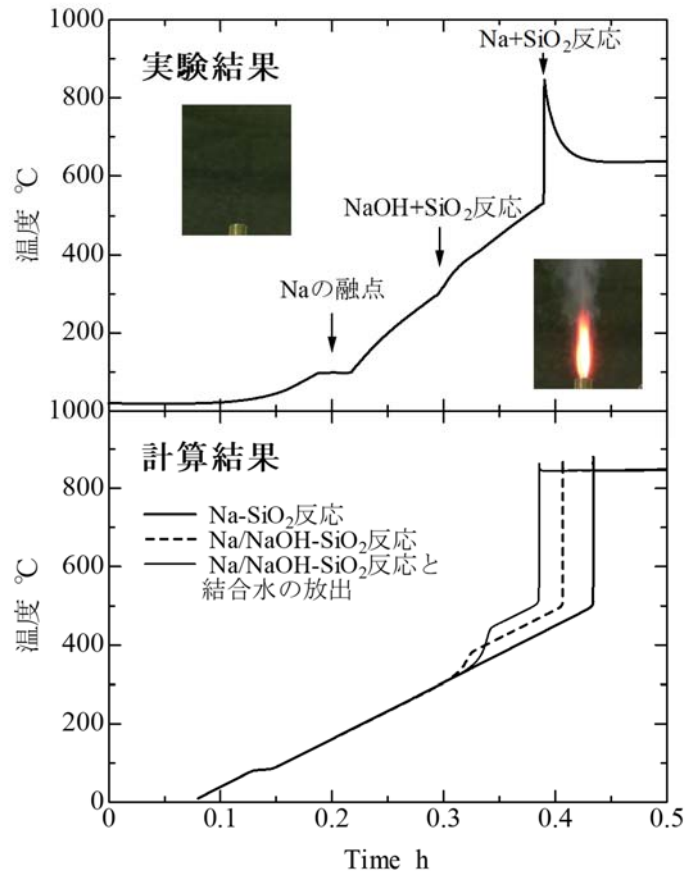 1000
800
600
400
200
温度 ℃
実験結果
Na+SiO₂反応
NaOH+SiO₂反応
Naの融点
1000
800
600
400
200
0
温度 ℃
計算結果
Na-SiO₂反応
Na/NaOH-SiO₂反応
Na/NaOH-SiO₂反応と
結合水の放出
0 0.1 0.2 0.3 0.4 0.5
Time h